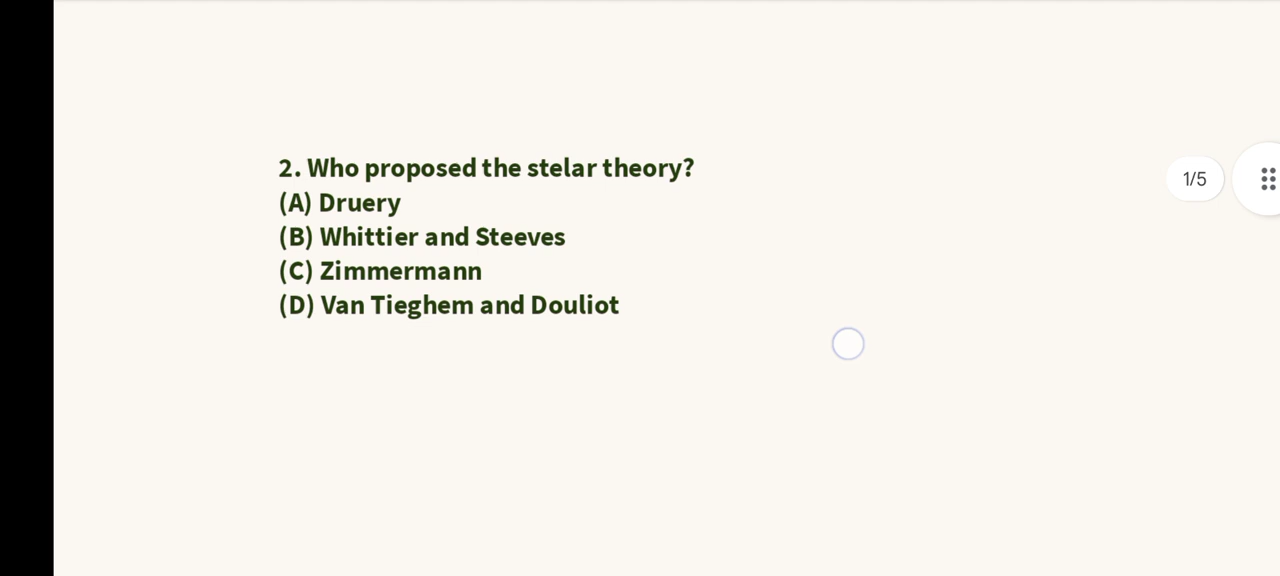 2. Who proposed the stelar theory?
(A) Druery
(B) Whittier and Steeves
(C) Zimmermann
(D) Van Tieghem and Douliot
1/5